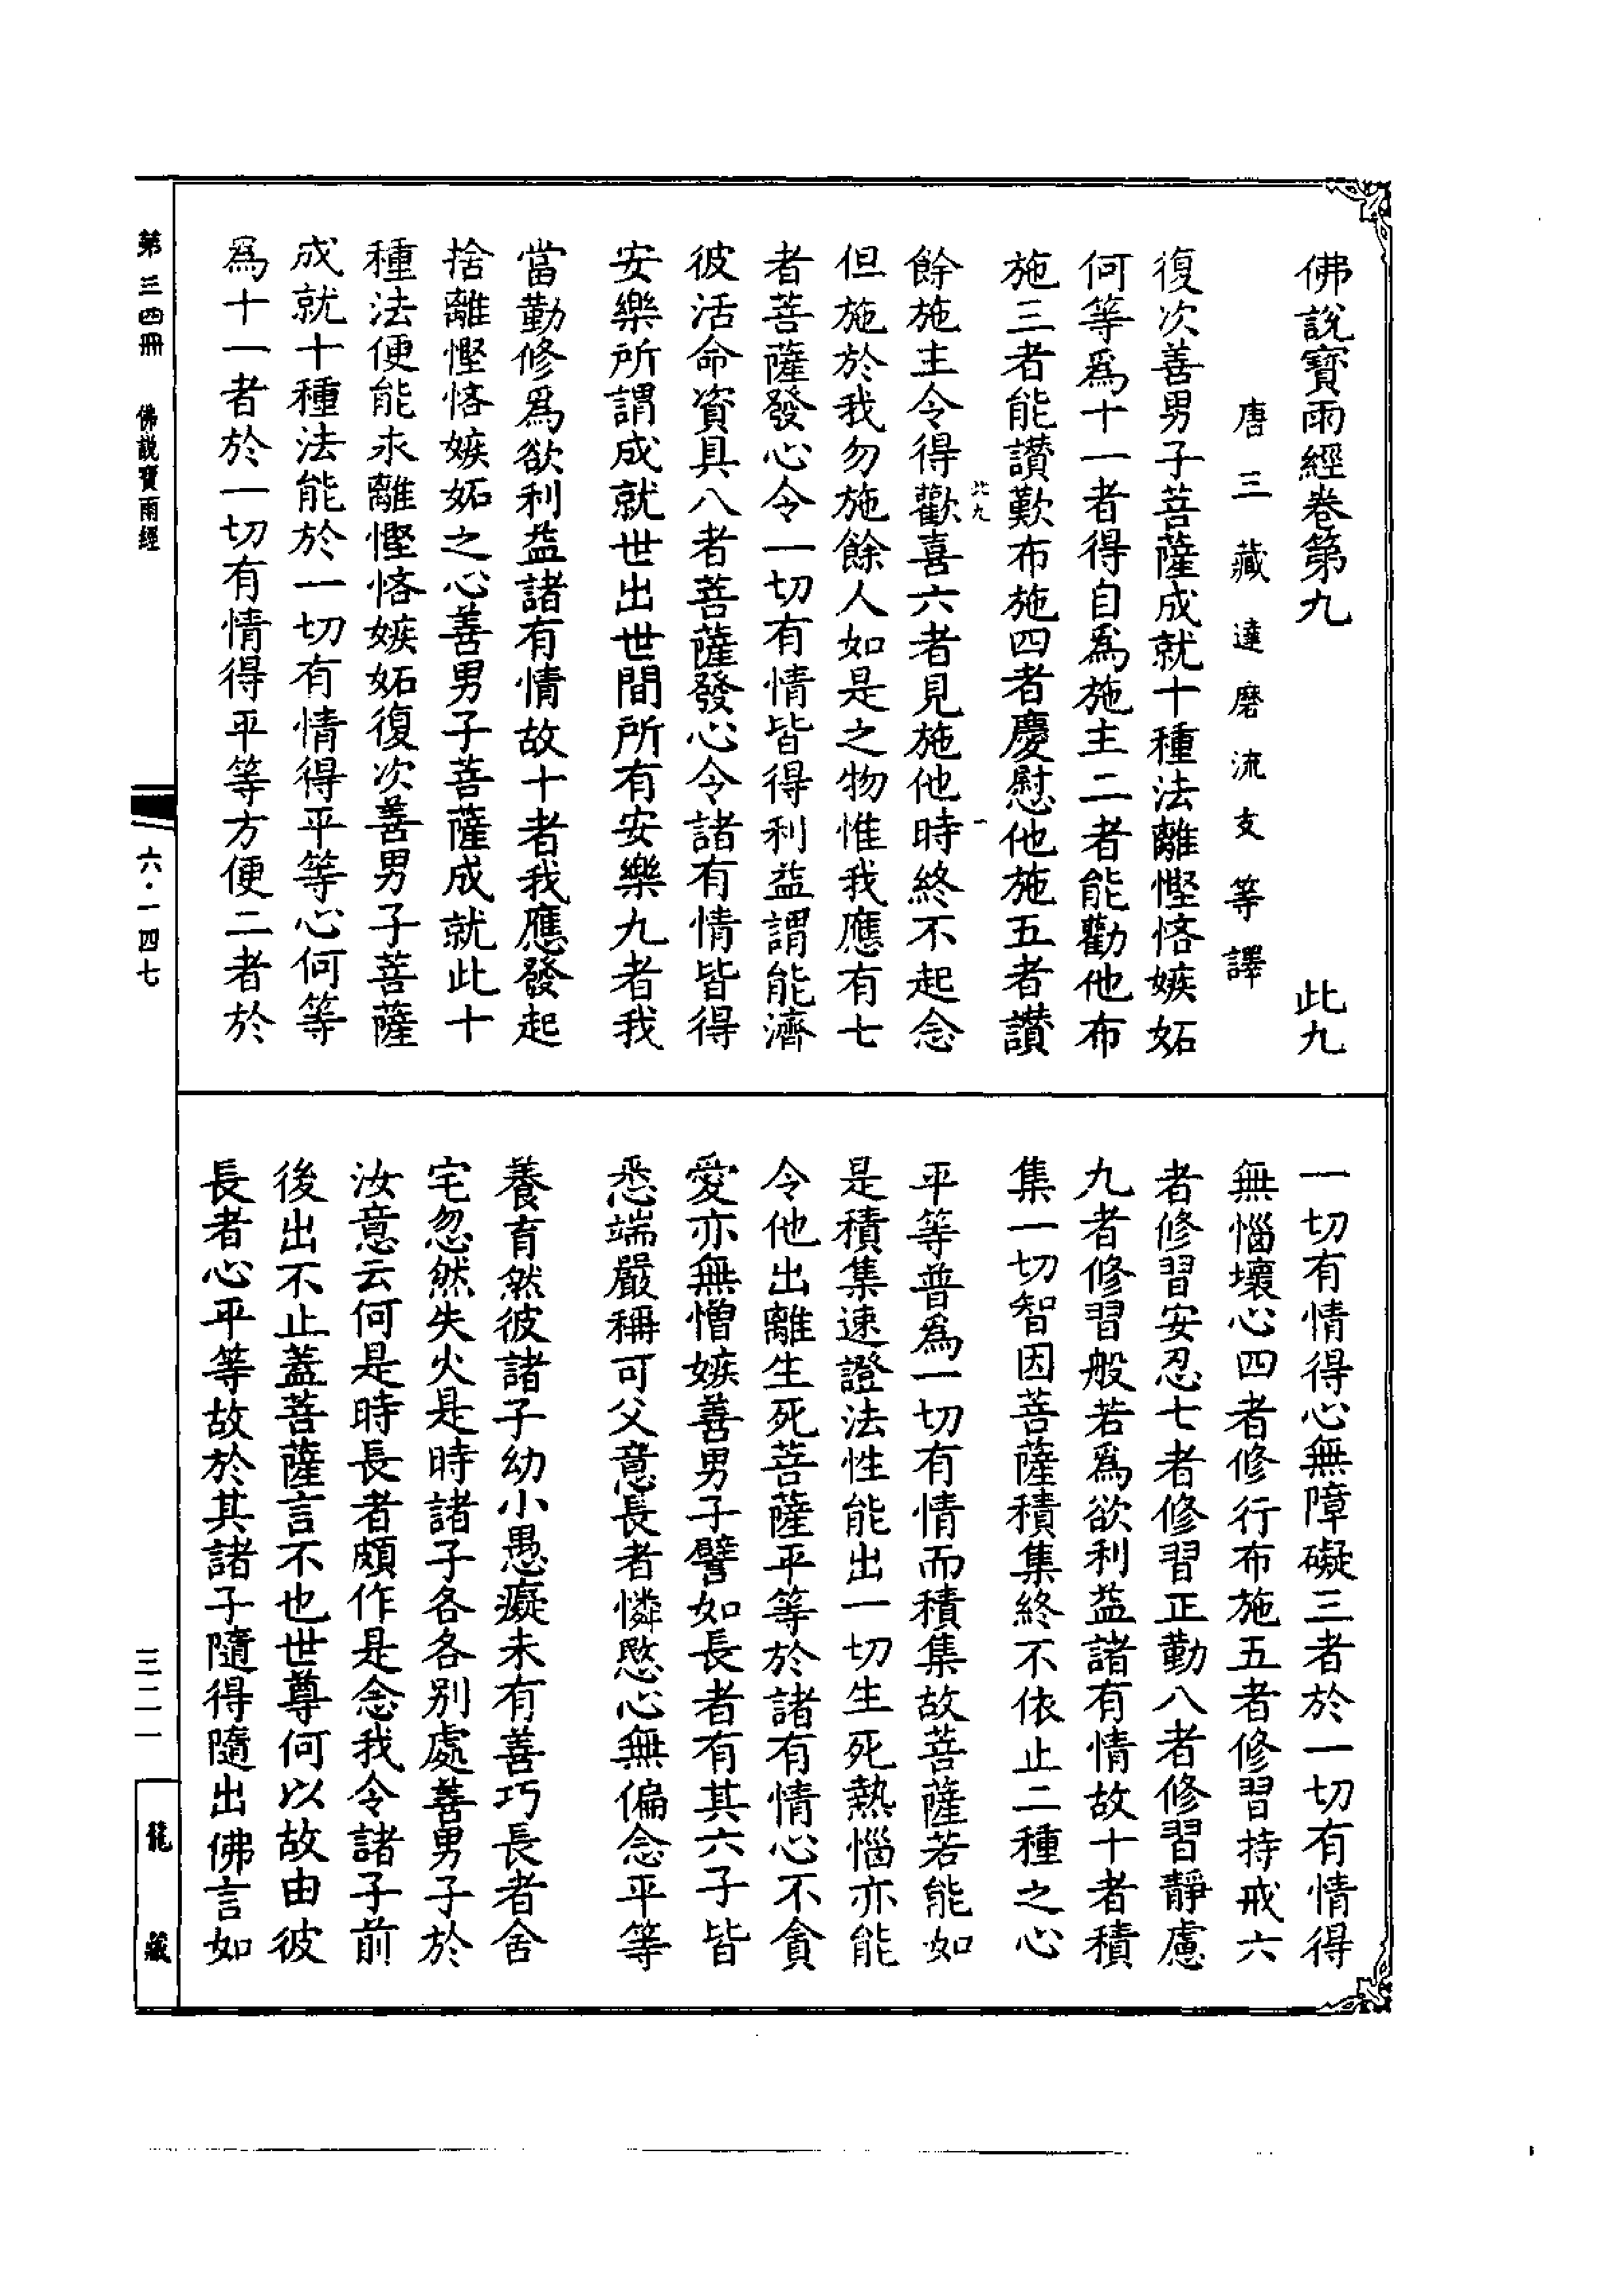 佛說寶雨經卷第九 此九
唐三藏達磨流支等譯
復次善男子菩薩成就十種法離慳悋嫉妬
何等爲十一者得自爲施主二者能勸他布
施三者能讃歎布施四者慶慰他施五者讃
此九 一
餘施主令得歡喜六者見施他時終不起念
但施於我勿施餘人如是之物惟我應有七
者菩薩發心令一切有情皆得利益謂能濟
彼活命資具八者菩薩發心令諸有情皆得
安樂所謂成就世出世間所有安樂九者我
當勤修爲欲利益諸有情故十者我應發起
捨離慳悋嫉妬之心善男子菩薩成就此十
種法便能永離慳悋嫉妬復次善男子菩薩
成就十種法能於一切有情得平等心何等
爲十一者於一切有情得平等方便二者於
一切有情得心無障礙三者於一切有情得
無惱壞心四者修行布施五者修習持戒六
者修習安忍七者修習正勤八者修習靜慮
九者修習般若爲欲利益諸有情故十者積
集一切智因菩薩積集終不依止二種之心
平等普爲一切有情而積集故菩薩若能如
是積集速證法性能出一切生死熱惱亦能
令他出離生死菩薩平等於諸有情心不貪
愛亦無憎嫉善男子譬如長者有其六子皆
悉端嚴稱可父意長者憐愍心無偏念平等
養育然彼諸子幼小愚癡未有善巧長者舍
宅忽然失火是時諸子各各別處善男子於
汝意云何是時長者頗作是念我令諸子前
後出不止蓋菩薩言不也世尊何以故由彼
長者心平等故於其諸子隨得隨出佛言如
第三四冊 佛說寶雨經 六·一四七
三二一 龍藏